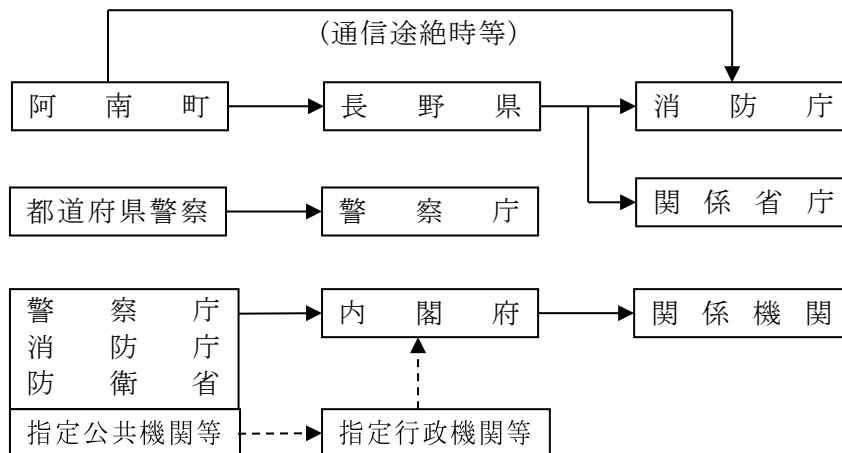 (通信途絶時等)
阿南町
長野県
消防庁
関係省庁
都道府県警察
警察庁
警察庁
消防庁
防衛省
内閣府
関係機関
指定公共機関等
指定行政機関等